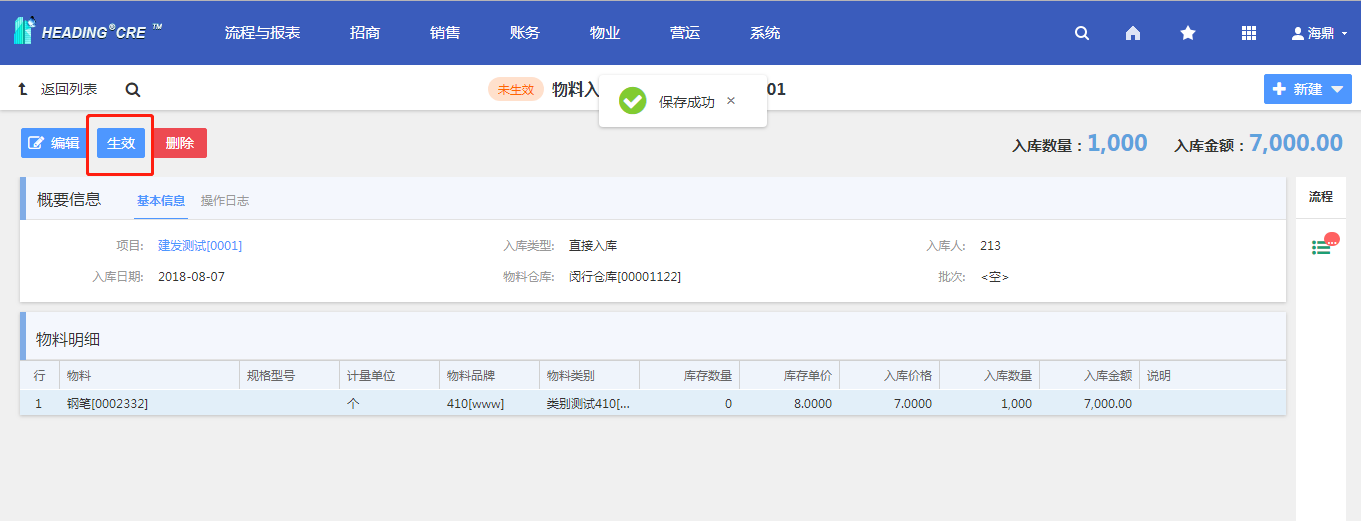 HEADING®CRE ™ 流程与报表 招商 销售 账务 物业 营运 系统 海鼎
返回列表 未生效 物料入 01 新建
保存成功 ×
编辑 生效 删除 入库数量：1,000 入库金额：7,000.00
概要信息 基本信息 操作日志 流程
项目: 建发测试[0001] 入库类型: 直接入库 入库人: 213
入库日期: 2018-08-07 物料仓库: 闵行仓库[00001122] 批次: <空>
物料明细
行 物料 规格型号 计量单位 物料品牌 物料类别 库存数量 库存单价 入库价格 入库数量 入库金额 说明
1 钢笔[0002332] 个 410[www] 类别测试410[... 0 8.0000 7.0000 1,000 7,000.00